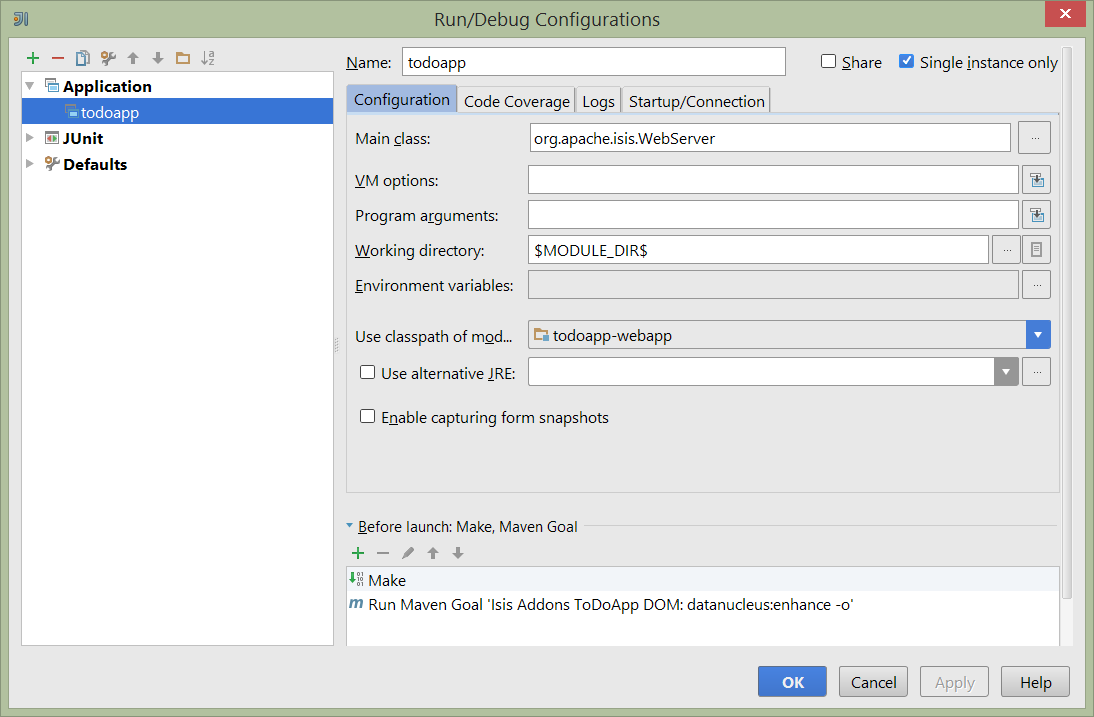 Run/Debug Configurations
Application
todoapp
JUnit
Defaults
Name: todoapp Share Single instance only
Configuration Code Coverage Logs Startup/Connection
Main class: org.apache.isis.WebServer ...
VM options:
Program arguments:
Working directory: $MODULE_DIR$ ...
Environment variables: ...
Use classpath of mod... todoapp-webapp
Use alternative JRE: ...
Enable capturing form snapshots
Before launch: Make, Maven Goal
Make
Run Maven Goal 'Isis Addons ToDoApp DOM: datanucleus:enhance -o'
OK Cancel Apply Help